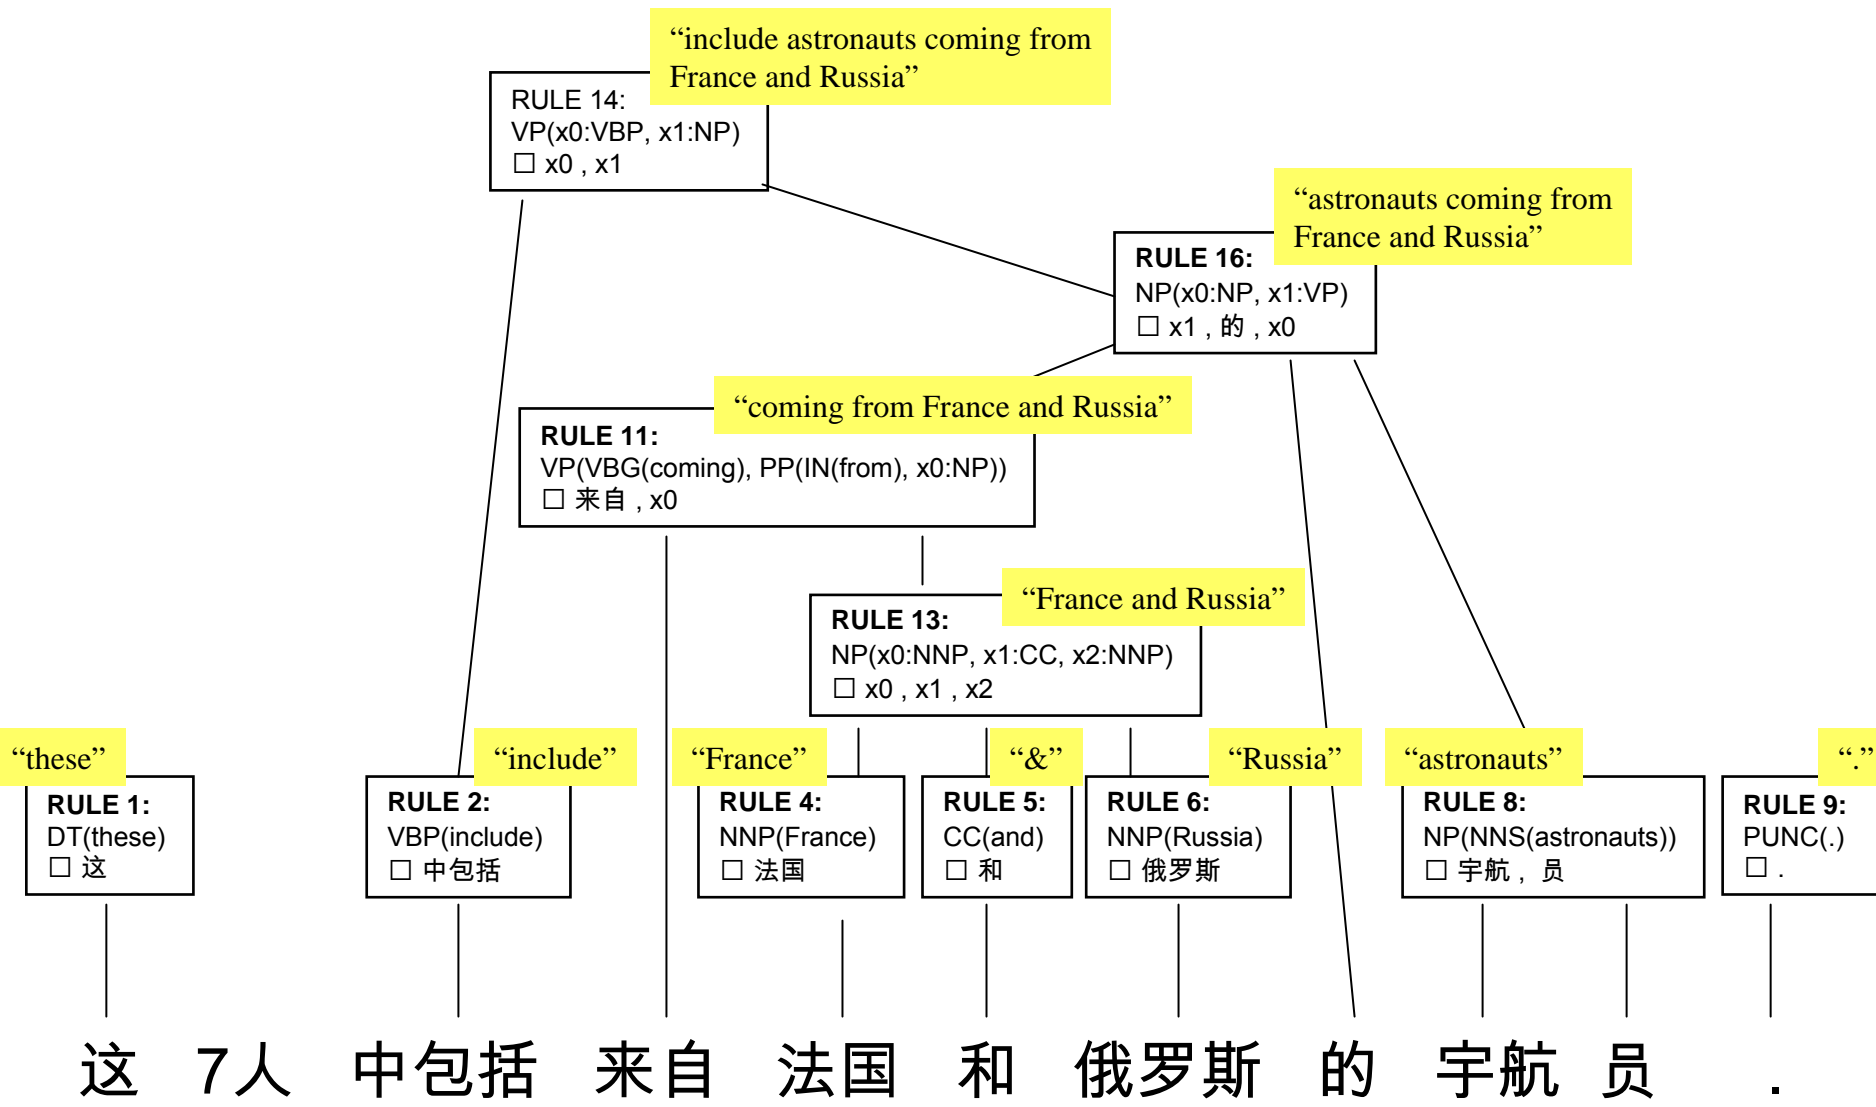 “include astronauts coming from
France and Russia”
RULE 14:
VP(x0:VBP, x1:NP)
□ x0 , x1
“astronauts coming from
France and Russia”
RULE 16:
NP(x0:NP, x1:VP)
□ x1 , 的 , x0
“coming from France and Russia”
RULE 11:
VP(VBG(coming), PP(IN(from), x0:NP))
□ 来自 , x0
“France and Russia”
RULE 13:
NP(x0:NNP, x1:CC, x2:NNP)
□ x0 , x1 , x2
“these”
RULE 1:
DT(these)
□ 这
“include”
RULE 2:
VBP(include)
□ 中包括
“France”
RULE 4:
NNP(France)
□ 法国
“&”
RULE 5:
CC(and)
□ 和
“Russia”
RULE 6:
NNP(Russia)
□ 俄罗斯
“astronauts”
RULE 8:
NP(NNS(astronauts))
□ 宇航 , 员
“.”
RULE 9:
PUNC(.)
□ .
这 7人 中包括 来自 法国 和 俄罗斯 的 宇航 员 .